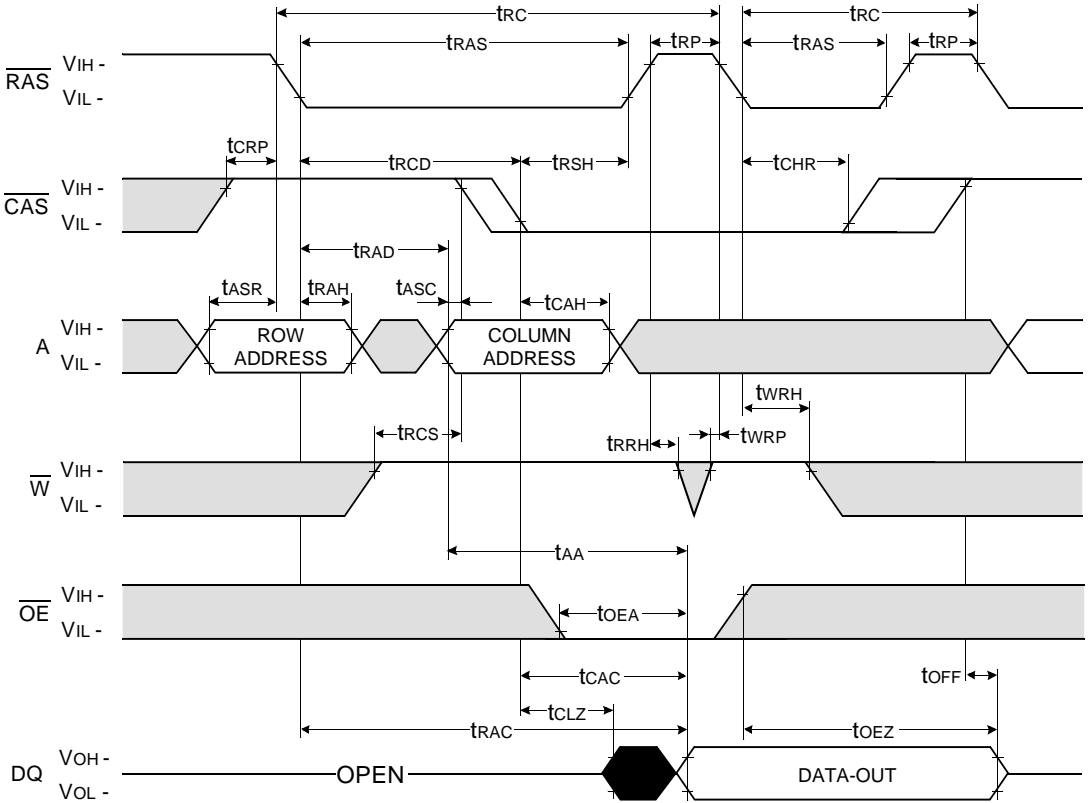 tRC tRC
tRAS tRP tRAS tRP
RAS VIH -
VIL -
tCRP tRCD tRSH tCHR
CAS VIH -
VIL -
tRAD
tASR tRAH tASC tCAH
A VIH -
VIL -
ROW ADDRESS
COLUMN ADDRESS
tWRH
tRCS tRRH tWRP
W VIH -
VIL -
tAA
OE VIH -
VIL -
tOEA
tCAC tOFF
tCLZ
tRAC tOEZ
DQ VOH -
VOL -
OPEN DATA-OUT